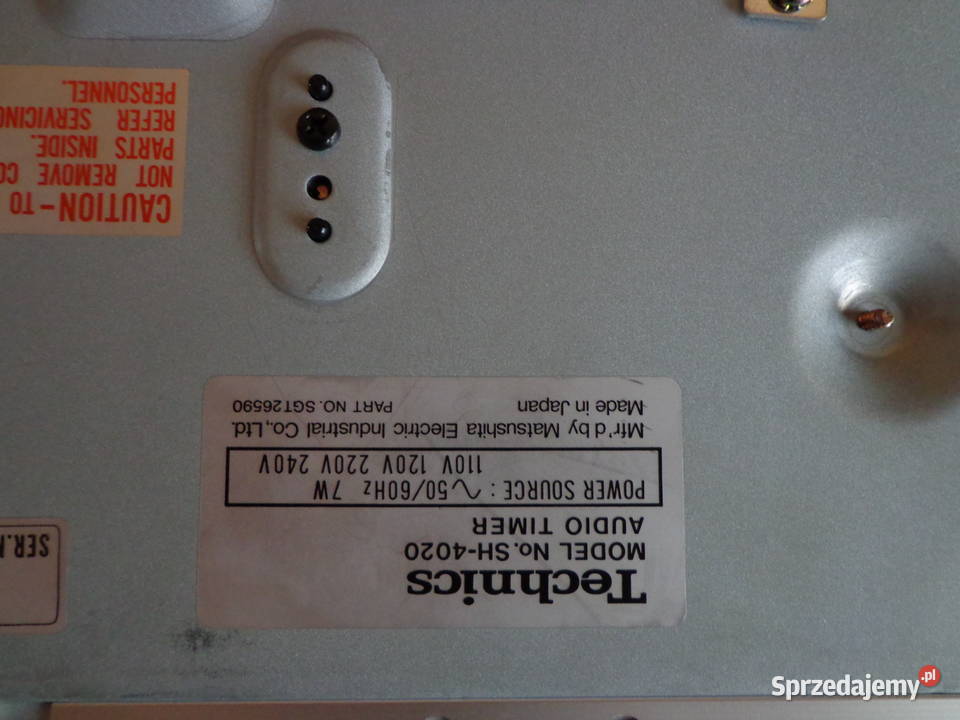 Technics
MODEL No.SH-4020
AUDIO TIMER
POWER SOURCE : ∿50/60Hz 7W
110V 120V 220V 240V
Mfr'd by Matsushita Electric Industrial Co.,Ltd.
Made in Japan PART NO. SGT26590
CAUTION-TO
NOT REMOVE
PARTS INSIDE.
REFER SERVICING
PERSONNEL.
Sprzedajemy.pl